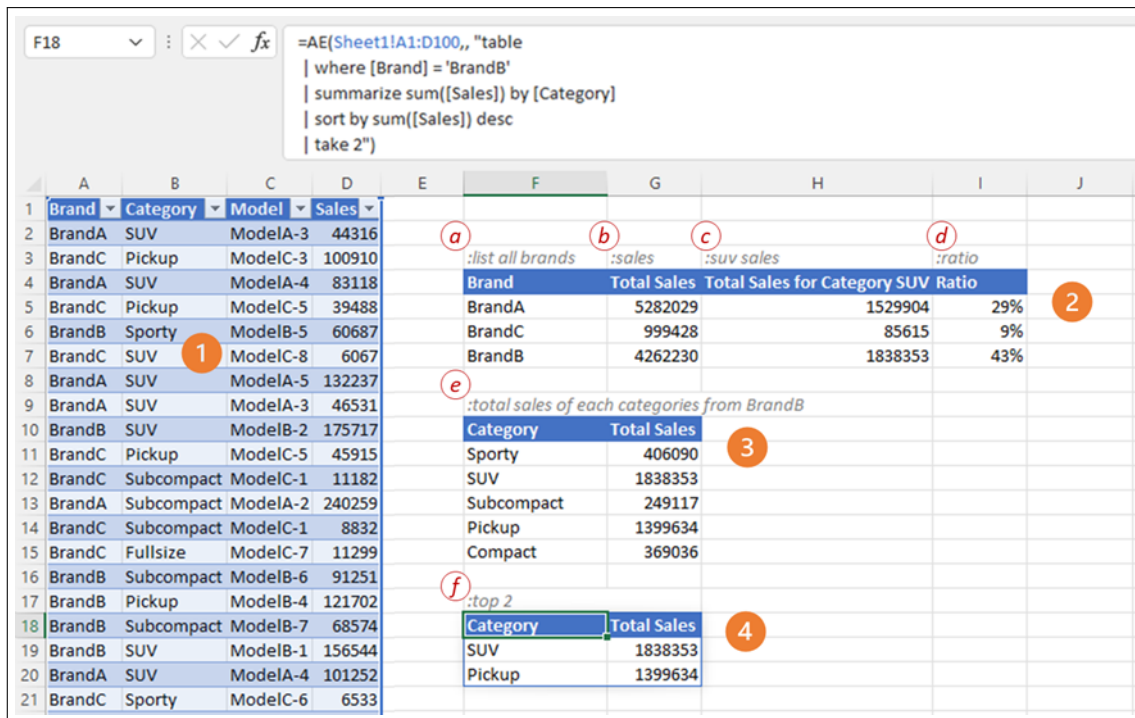 F18 fx =AE(Sheet1!A1:D100,, "table
| where [Brand] = 'BrandB'
| summarize sum([Sales]) by [Category]
| sort by sum([Sales]) desc
| take 2")
A B C D E F G H I J
1 Brand Category Model Sales
2 BrandA SUV ModelA-3 44316 a b c d
3 BrandC Pickup ModelC-3 100910 :list all brands :sales :suv sales :ratio
4 BrandA SUV ModelA-4 83118 Brand Total Sales Total Sales for Category SUV Ratio
5 BrandC Pickup ModelC-5 39488 BrandA 5282029 1529904 29% 2
6 BrandB Sporty ModelB-5 60687 BrandC 999428 85615 9%
7 BrandC SUV 1 ModelC-8 6067 BrandB 4262230 1838353 43%
8 BrandA SUV ModelA-5 132237 e
9 BrandA SUV ModelA-3 46531 :total sales of each categories from BrandB
10 BrandB SUV ModelB-2 175717 Category Total Sales
11 BrandC Pickup ModelC-5 45915 Sporty 406090 3
12 BrandC Subcompact ModelC-1 11182 SUV 1838353
13 BrandA Subcompact ModelA-2 240259 Subcompact 249117
14 BrandC Subcompact ModelC-1 8832 Pickup 1399634
15 BrandC Fullsize ModelC-7 11299 Compact 369036
16 BrandB Subcompact ModelB-6 91251 f
17 BrandB Pickup ModelB-4 121702 :top 2
18 BrandB Subcompact ModelB-7 68574 Category Total Sales 4
19 BrandB SUV ModelB-1 156544 SUV 1838353
20 BrandA SUV ModelA-4 101252 Pickup 1399634
21 BrandC Sporty ModelC-6 6533